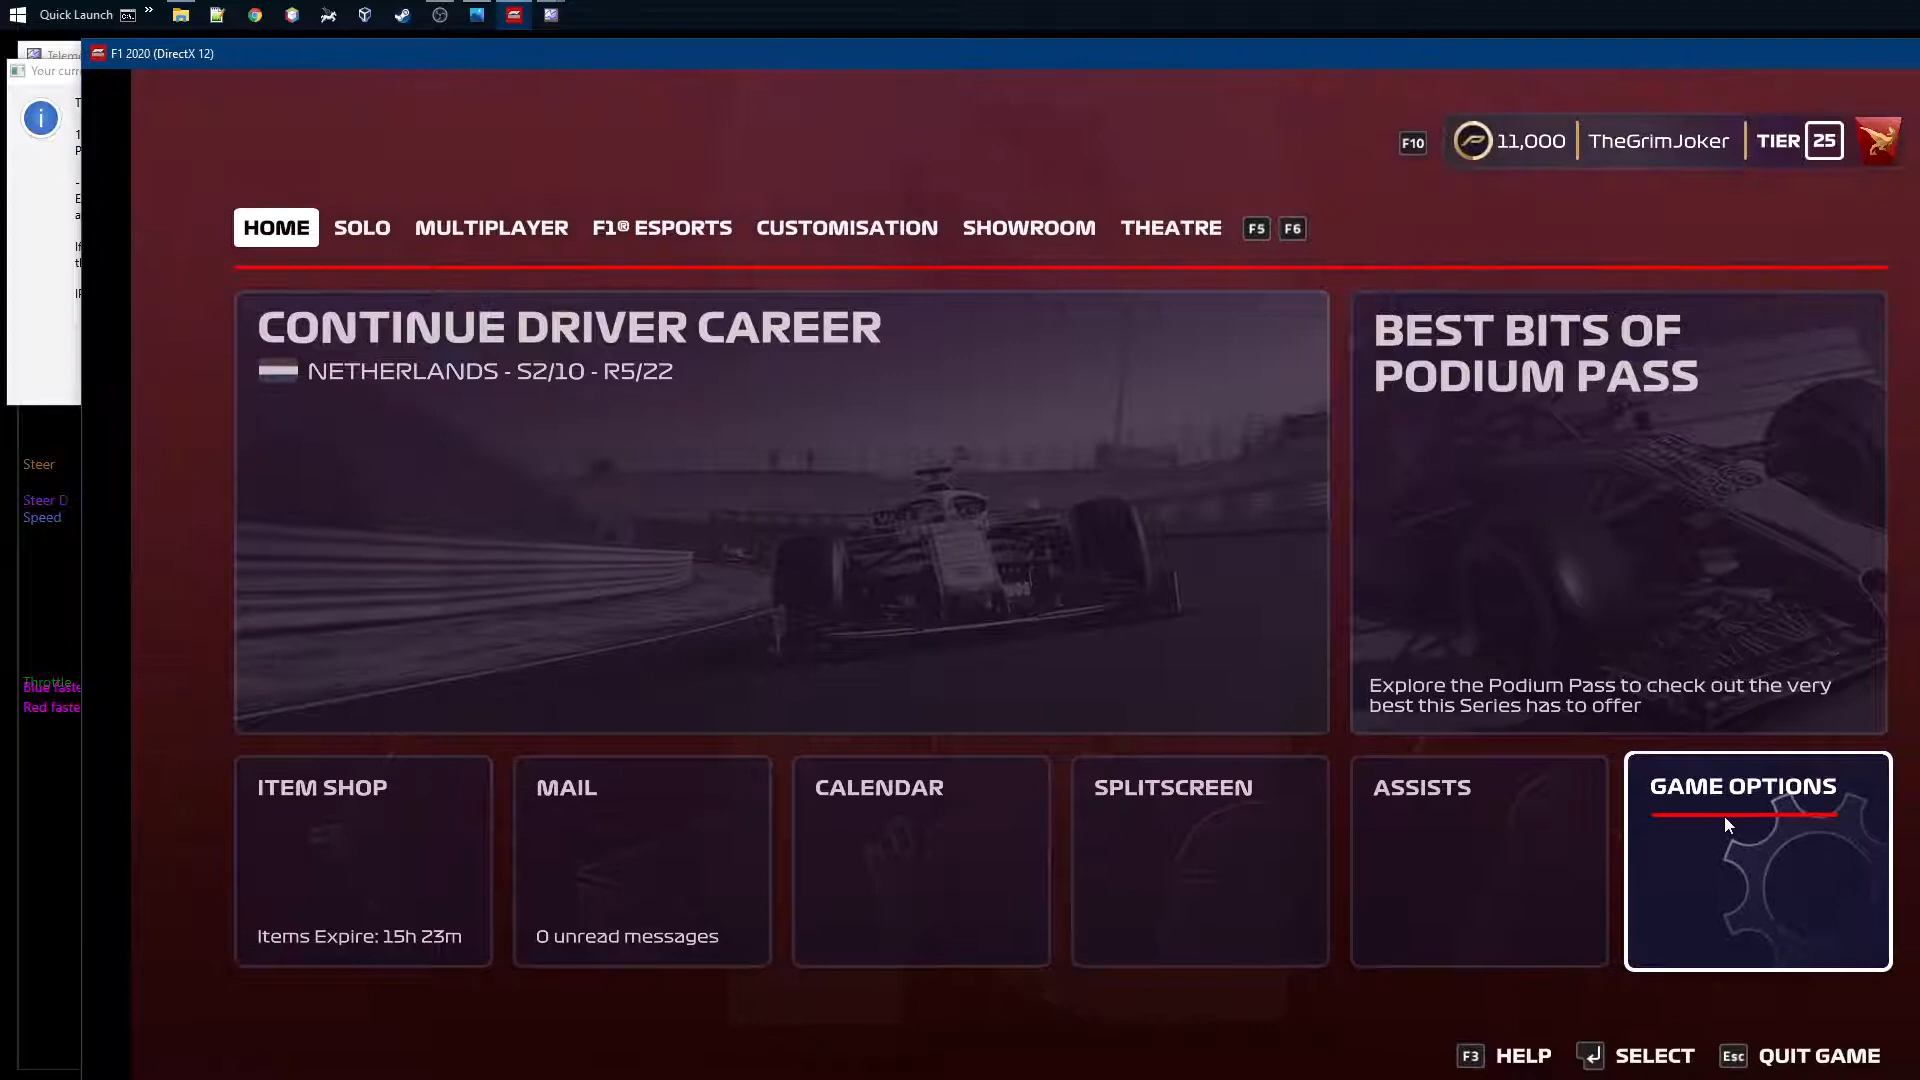 Quick Launch
F1 2020 (DirectX 12)
Your curr
F10 11,000 TheGrimJoker TIER 25
HOME SOLO MULTIPLAYER F1® ESPORTS CUSTOMISATION SHOWROOM THEATRE F5 F6
CONTINUE DRIVER CAREER
NETHERLANDS - S2/10 - R5/22
BEST BITS OF
PODIUM PASS
Explore the Podium Pass to check out the very
best this Series has to offer
Steer
Steer D
Speed
Throttle
Blue faste
Red faste
ITEM SHOP
Items Expire: 15h 23m
MAIL
0 unread messages
CALENDAR
SPLITSCREEN
ASSISTS
GAME OPTIONS
F3 HELP SELECT Esc QUIT GAME